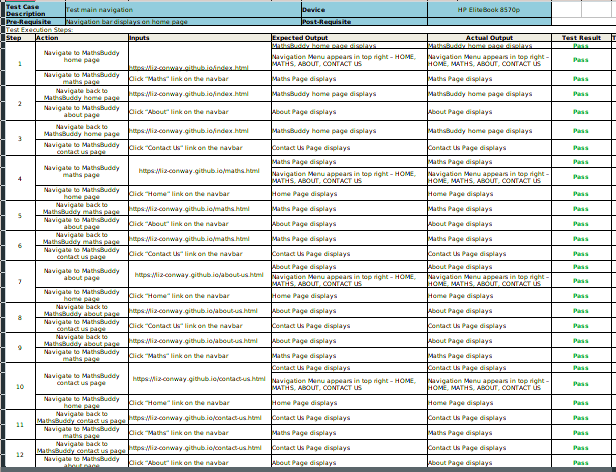 Test Case Description Test main navigation Device HP EliteBook 8570p
Pre-Requisite Navigation bar displays on home page Post-Requisite
Test Execution Steps:
Step Action Inputs Expected Output Actual Output Test Result
1 Navigate to MathsBuddy home page https://liz-conway.github.io/index.html MathsBuddy home page displays MathsBuddy home page displays Pass
Navigation Menu appears in top right – HOME, MATHS, ABOUT, CONTACT US Navigation Menu appears in top right – HOME, MATHS, ABOUT, CONTACT US Pass
Navigate to MathsBuddy maths page Click "Maths" link on the navbar Maths Page displays Maths Page displays Pass
2 Navigate back to MathsBuddy home page https://liz-conway.github.io/index.html MathsBuddy home page displays MathsBuddy home page displays Pass
Navigate to MathsBuddy about page Click "About" link on the navbar About Page displays About Page displays Pass
3 Navigate back to MathsBuddy home page https://liz-conway.github.io/index.html MathsBuddy home page displays MathsBuddy home page displays Pass
Navigate to MathsBuddy contact us page Click "Contact Us" link on the navbar Contact Us Page displays Contact Us Page displays Pass
4 Navigate to MathsBuddy maths page https://liz-conway.github.io/maths.html Maths Page displays Maths Page displays Pass
Navigation Menu appears in top right – HOME, MATHS, ABOUT, CONTACT US Navigation Menu appears in top right – HOME, MATHS, ABOUT, CONTACT US Pass
Navigate to MathsBuddy home page Click "Home" link on the navbar Home Page displays Home Page displays Pass
5 Navigate back to MathsBuddy maths page https://liz-conway.github.io/maths.html Maths Page displays Maths Page displays Pass
Navigate to MathsBuddy about page Click "About" link on the navbar About Page displays Maths Page displays Pass
6 Navigate back to MathsBuddy maths page https://liz-conway.github.io/maths.html Maths Page displays Maths Page displays Pass
Navigate to MathsBuddy contact us page Click "Contact Us" link on the navbar Contact Us Page displays Contact Us Page displays Pass
7 Navigate to MathsBuddy about page https://liz-conway.github.io/about-us.html About Page displays About Page displays Pass
Navigation Menu appears in top right – HOME, MATHS, ABOUT, CONTACT US Navigation Menu appears in top right – HOME, MATHS, ABOUT, CONTACT US Pass
Navigate to MathsBuddy home page Click "Home" link on the navbar Home Page displays Home Page displays Pass
8 Navigate back to MathsBuddy about page https://liz-conway.github.io/about-us.html About Page displays About Page displays Pass
Navigate to MathsBuddy contact us page Click "Contact Us" link on the navbar Contact Us Page displays Contact Us Page displays Pass
9 Navigate back to MathsBuddy about page https://liz-conway.github.io/about-us.html About Page displays About Page displays Pass
Navigate to MathsBuddy maths page Click "Maths" link on the navbar Maths Page displays Maths Page displays Pass
10 Navigate to MathsBuddy contact us page https://liz-conway.github.io/contact-us.html Contact Us Page displays Contact Us Page displays Pass
Navigation Menu appears in top right – HOME, MATHS, ABOUT, CONTACT US Navigation Menu appears in top right – HOME, MATHS, ABOUT, CONTACT US Pass
Navigate to MathsBuddy home page Click "Home" link on the navbar Home Page displays Home Page displays Pass
11 Navigate back to MathsBuddy contact us page https://liz-conway.github.io/contact-us.html Contact Us Page displays Contact Us Page displays Pass
Navigate to MathsBuddy maths page Click "Maths" link on the navbar Maths Page displays Maths Page displays Pass
12 Navigate back to MathsBuddy contact us page https://liz-conway.github.io/contact-us.html Contact Us Page displays Contact Us Page displays Pass
Navigate to MathsBuddy about page Click "About" link on the navbar About Page displays About Page displays Pass